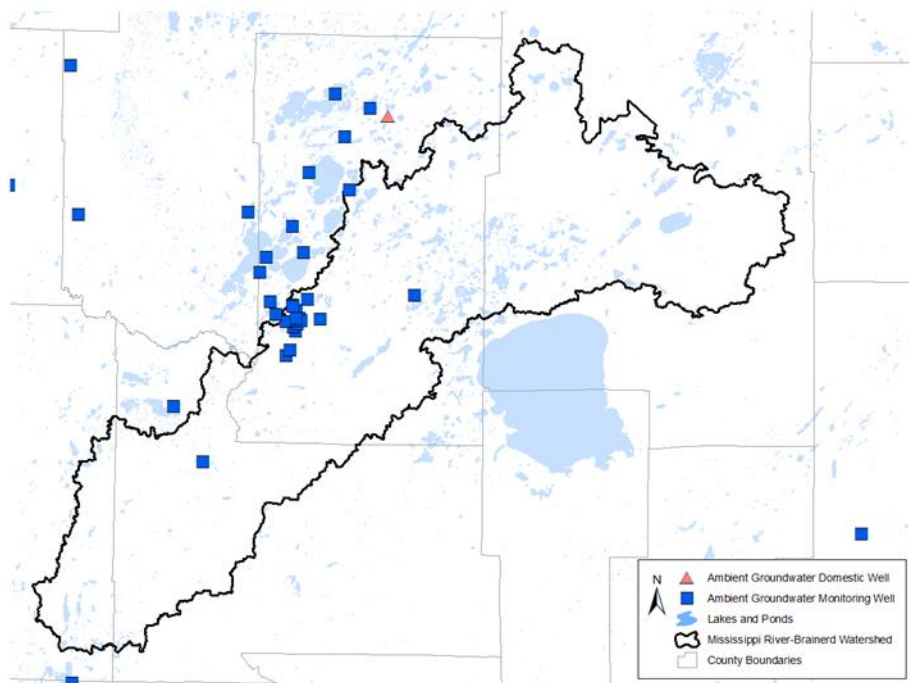 N
Ambient Groundwater Domestic Well
Ambient Groundwater Monitoring Well
Lakes and Ponds
Mississippi River-Brainerd Watershed
County Boundaries